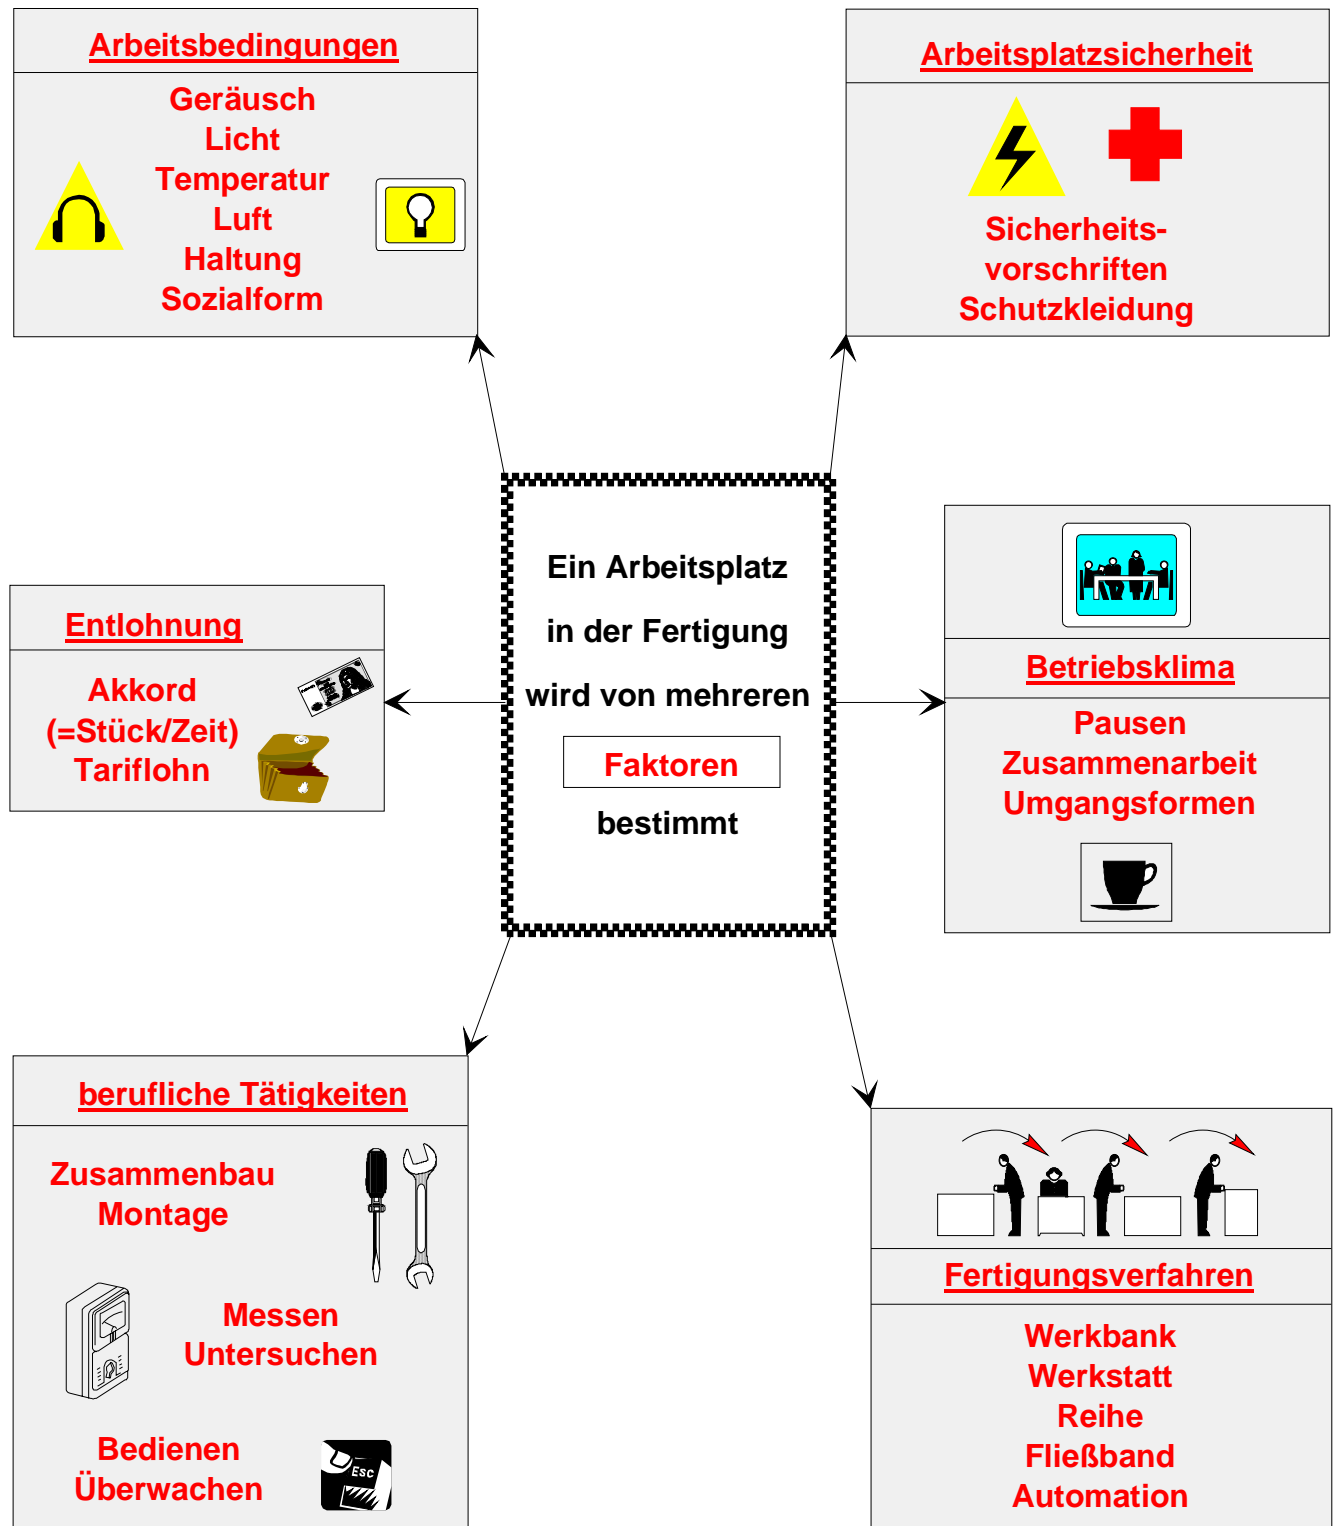 Arbeitsbedingungen
Geräusch
Licht
Temperatur
Luft
Haltung
Sozialform
Arbeitsplatzsicherheit
Sicherheits-
vorschriften
Schutzkleidung
Ein Arbeitsplatz
in der Fertigung
wird von mehreren
Faktoren
bestimmt
Entlohnung
Akkord
(=Stück/Zeit)
Tariflohn
Betriebsklima
Pausen
Zusammenarbeit
Umgangsformen
berufliche Tätigkeiten
Zusammenbau
Montage
Messen
Untersuchen
Bedienen
Überwachen
Esc
Fertigungsverfahren
Werkbank
Werkstatt
Reihe
Fließband
Automation